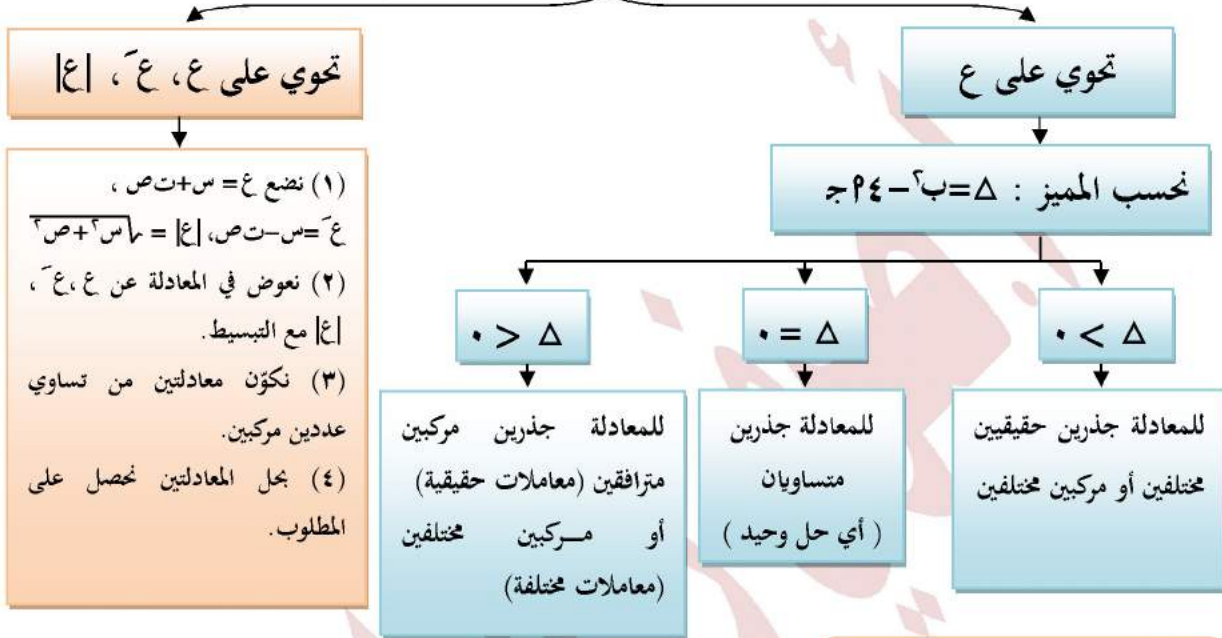 تحوي على ع
تحوي على ع، عَ، |ع|
نحسب المميز : △=ب٢-٤أجـ
△ > ٠
△ = ٠
△ < ٠
للمعادلة جذرين حقيقيين
مختلفين أو مركبين مختلفين
للمعادلة جذرين
متساويان
( أي حل وحيد )
للمعادلة جذرين مركبين
مترافقين (معاملات حقيقية)
أو مــركبين مختلفين
(معاملات مختلفة)
(١) نضع ع= س+ت‌ص ،
عَ =س-ت‌ص، |ع| = √س٢+ص٢
(٢) نعوض في المعادلة عن ع ،عَ ،
|ع| مع التبسيط.
(٣) نكوّن معادلتين من تساوي
عددين مركبين.
(٤) بحل المعادلتين نحصل على
المطلوب.